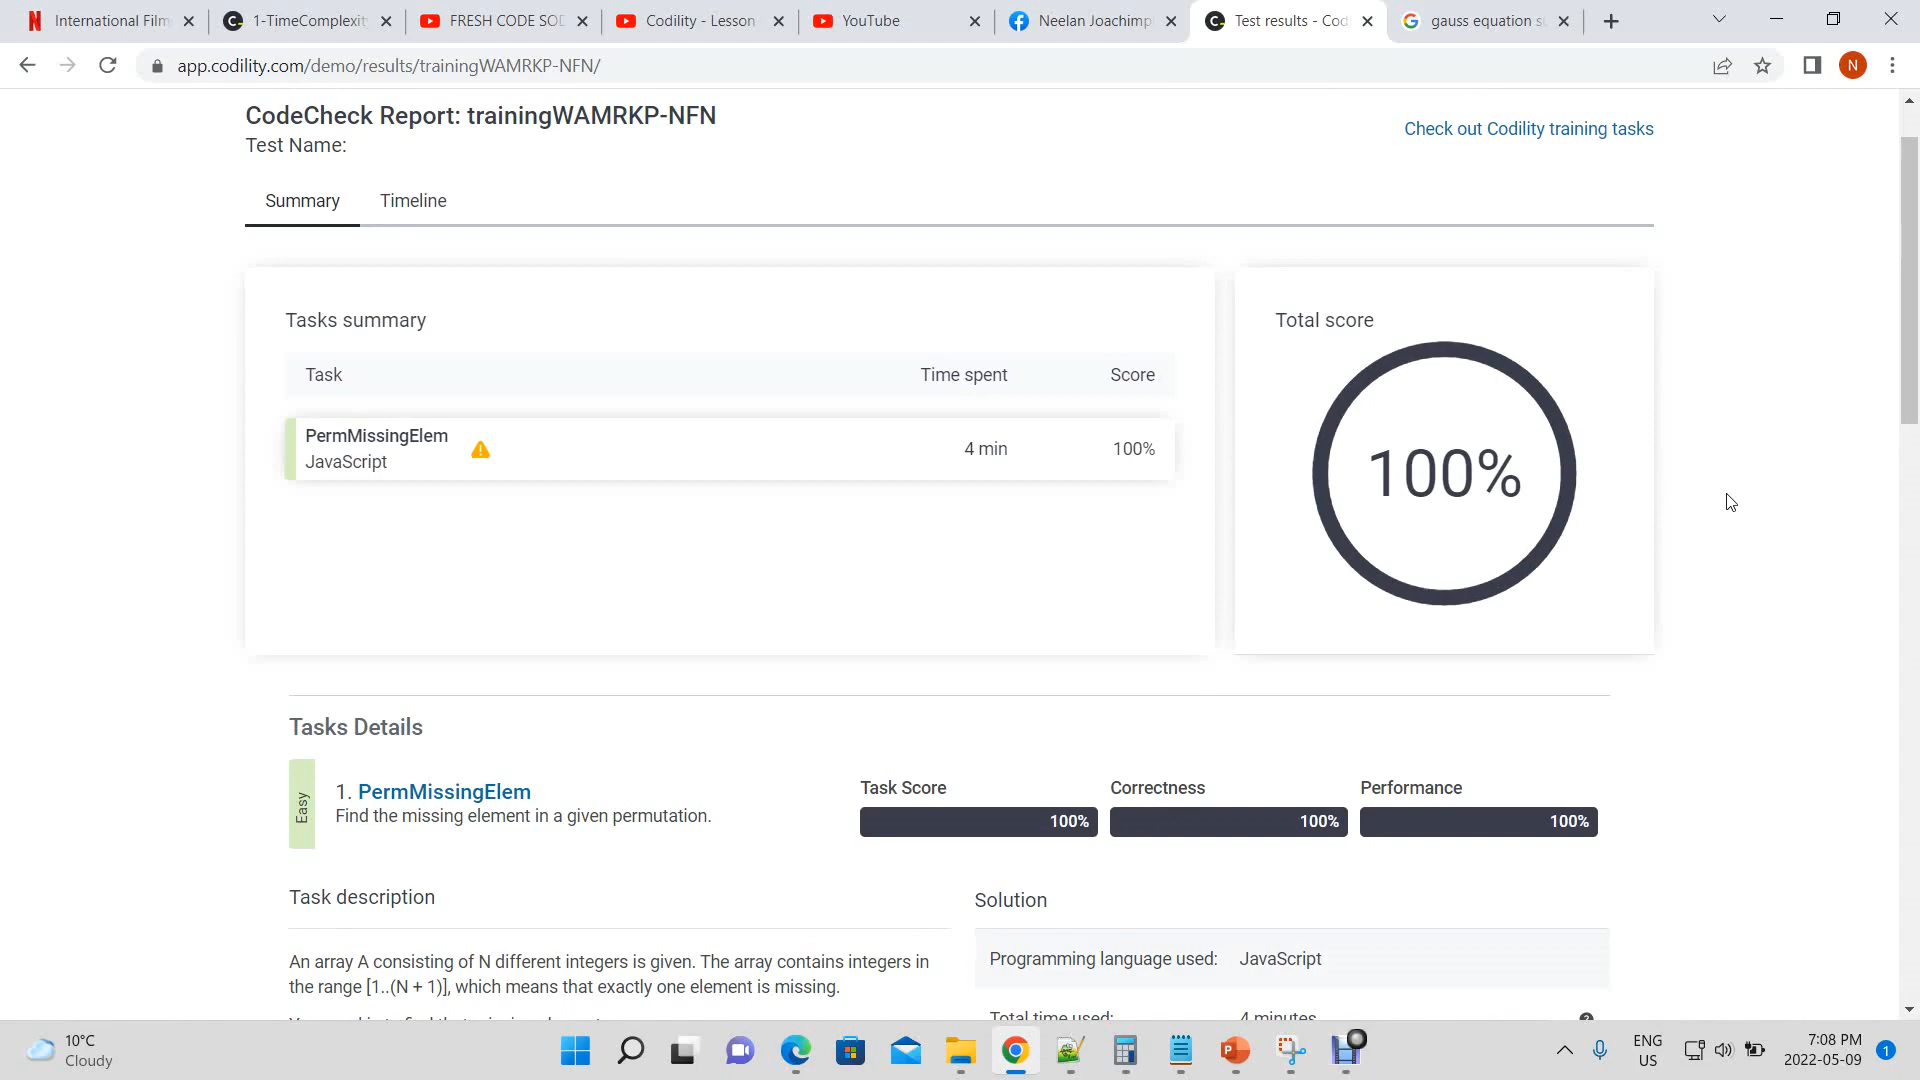 International Film
1-TimeComplexit
FRESH CODE SOD
Codility - Lesson
YouTube
Neelan Joachimp
Test results - Cod
gauss equation s
app.codility.com/demo/results/trainingWAMRKP-NFN/
N
CodeCheck Report: trainingWAMRKP-NFN
Test Name:
Check out Codility training tasks
Summary
Timeline
Tasks summary
Task Time spent Score
PermMissingElem
JavaScript
4 min
100%
Total score
100%
Tasks Details
Easy
1. PermMissingElem
Find the missing element in a given permutation.
Task Score
100%
Correctness
100%
Performance
100%
Task description
An array A consisting of N different integers is given. The array contains integers in
the range [1..(N + 1)], which means that exactly one element is missing.
Solution
Programming language used: JavaScript
Total time used: 4 minutes
10°C
Cloudy
ENG
US
7:08 PM
2022-05-09
1